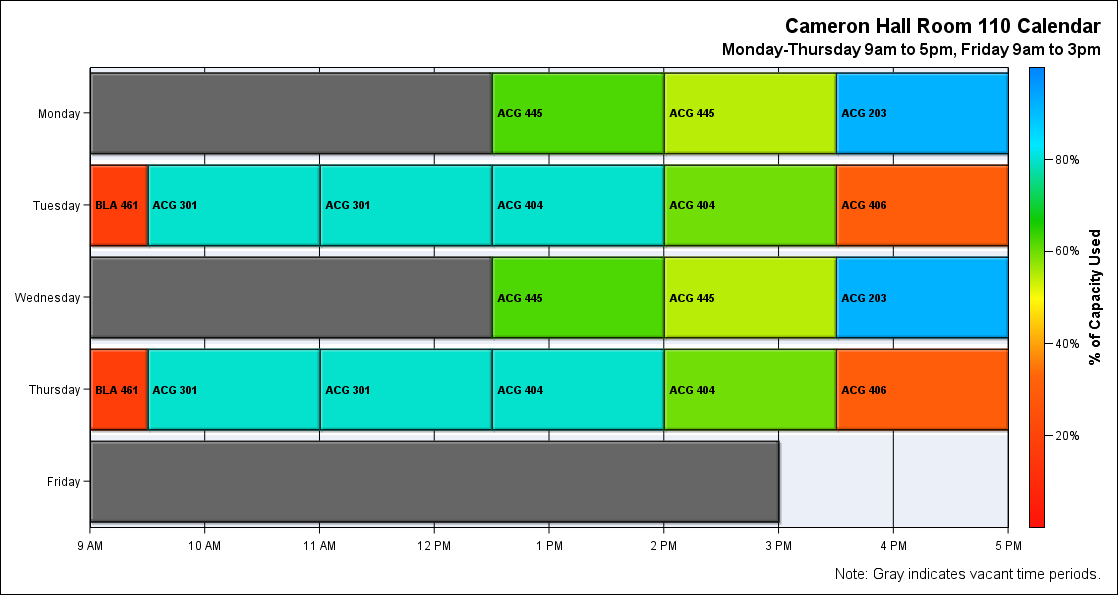 Cameron Hall Room 110 Calendar
Monday-Thursday 9am to 5pm, Friday 9am to 3pm
Monday
ACG 445
ACG 445
ACG 203
Tuesday
BLA 461
ACG 301
ACG 301
ACG 404
ACG 404
ACG 406
Wednesday
ACG 445
ACG 445
ACG 203
Thursday
BLA 461
ACG 301
ACG 301
ACG 404
ACG 404
ACG 406
Friday
9 AM
10 AM
11 AM
12 PM
1 PM
2 PM
3 PM
4 PM
5 PM
80%
60%
40%
20%
% of Capacity Used
Note: Gray indicates vacant time periods.